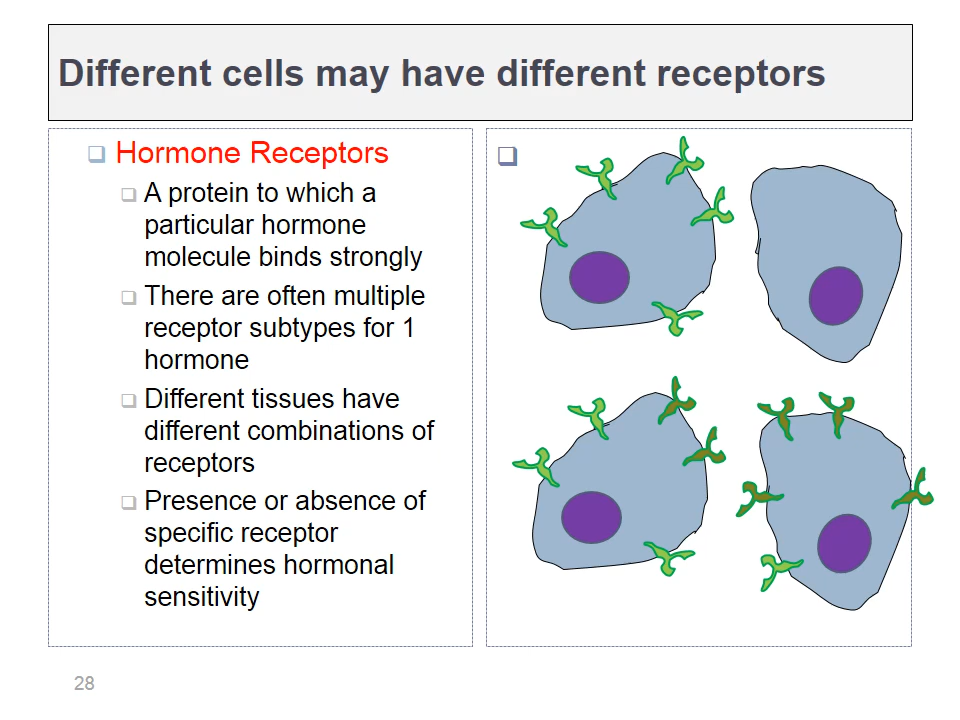 Different cells may have different receptors
Hormone Receptors
A protein to which a
particular hormone
molecule binds strongly
There are often multiple
receptor subtypes for 1
hormone
Different tissues have
different combinations of
receptors
Presence or absence of
specific receptor
determines hormonal
sensitivity
28